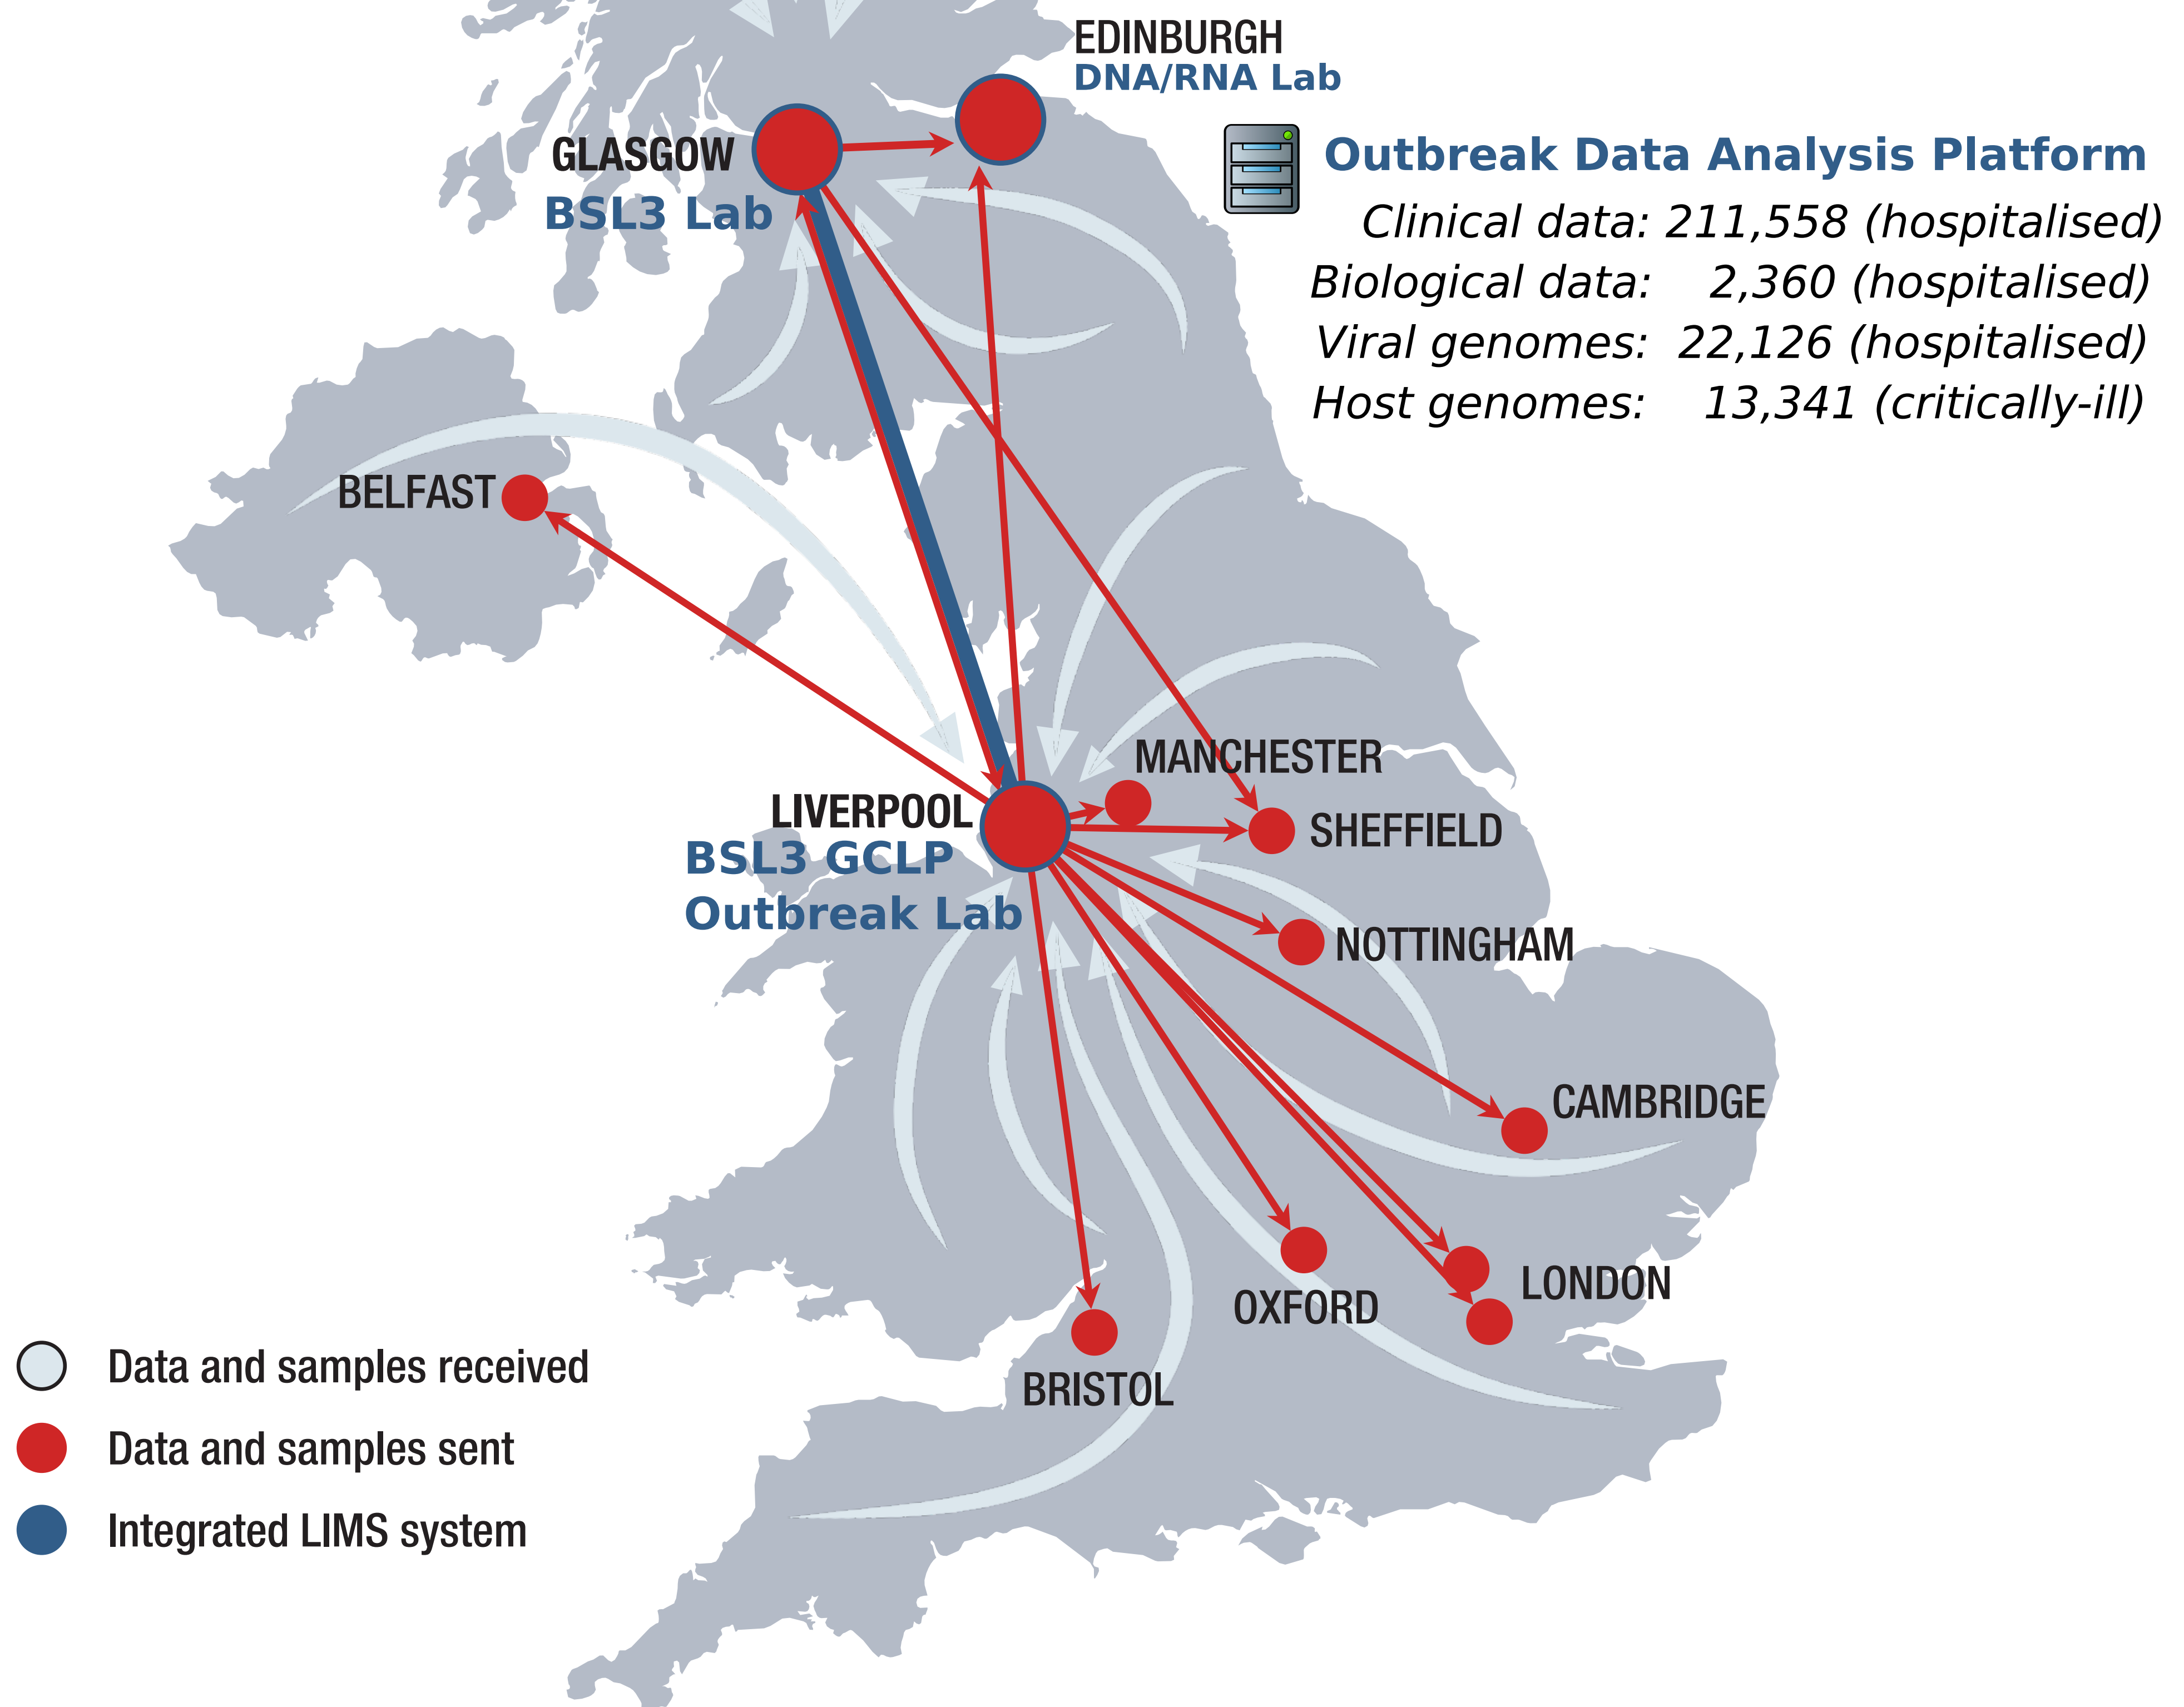 EDINBURGH
DNA/RNA Lab
GLASGOW
BSL3 Lab
Outbreak Data Analysis Platform
Clinical data: 211,558 (hospitalised)
Biological data: 2,360 (hospitalised)
Viral genomes: 22,126 (hospitalised)
Host genomes: 13,341 (critically-ill)
BELFAST
MANCHESTER
LIVERPOOL
BSL3 GCLP
Outbreak Lab
SHEFFIELD
NOTTINGHAM
CAMBRIDGE
LONDON
OXFORD
BRISTOL
Data and samples received
Data and samples sent
Integrated LIMS system